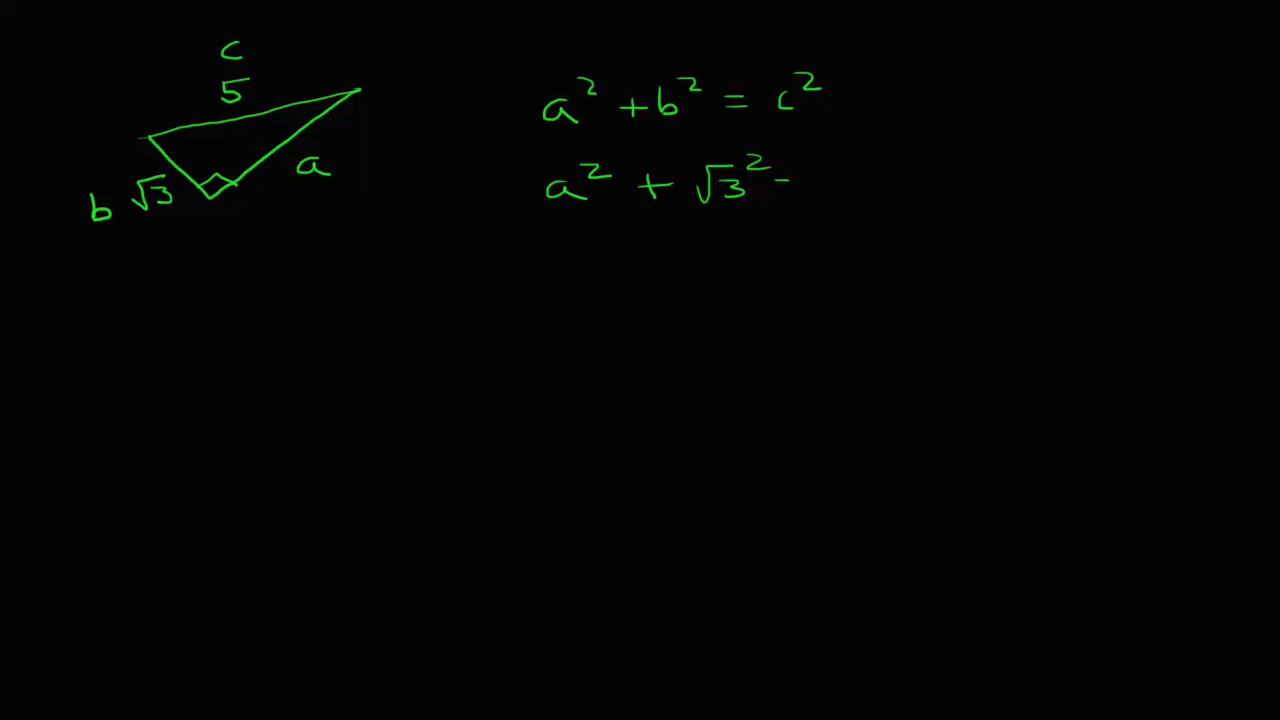 c
5
a
b √3
a² + b² = c²
a² + √3² -